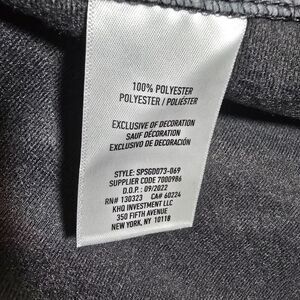 100% POLYESTER
POLYESTER / POLIÉSTER
EXCLUSIVE OF DECORATION
SAUF DÉCORATION
EXCLUSIVO DE DECORACIÓN
STYLE: SPSGD073-069
SUPPLIER CODE 7000986
D.O.P.: 09/2022
RN# 130323 CA# 60224
KHQ INVESTMENT LLC
350 FIFTH AVENUE
NEW YORK, NY 10118